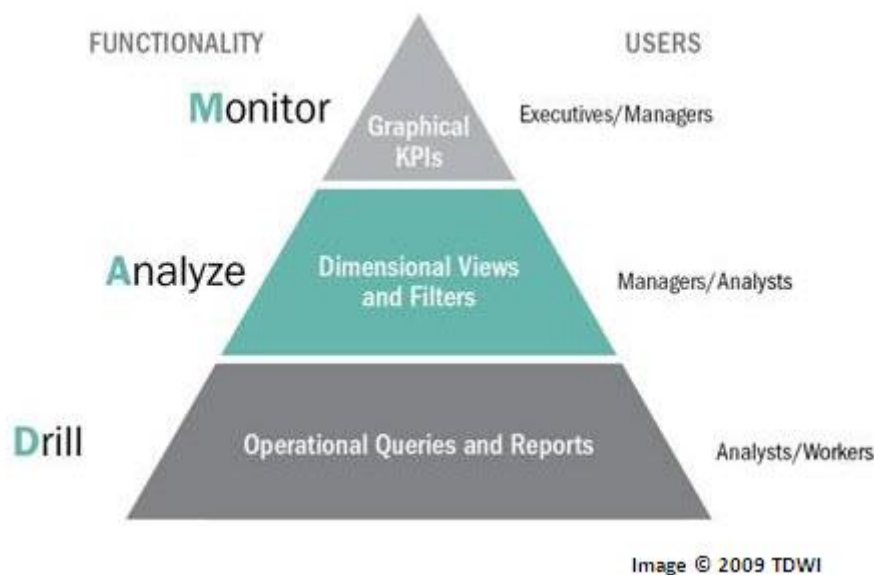 FUNCTIONALITY
USERS
Monitor
Graphical
KPIs
Executives/Managers
Analyze
Dimensional Views
and Filters
Managers/Analysts
Drill
Operational Queries and Reports
Analysts/Workers
Image © 2009 TDWI